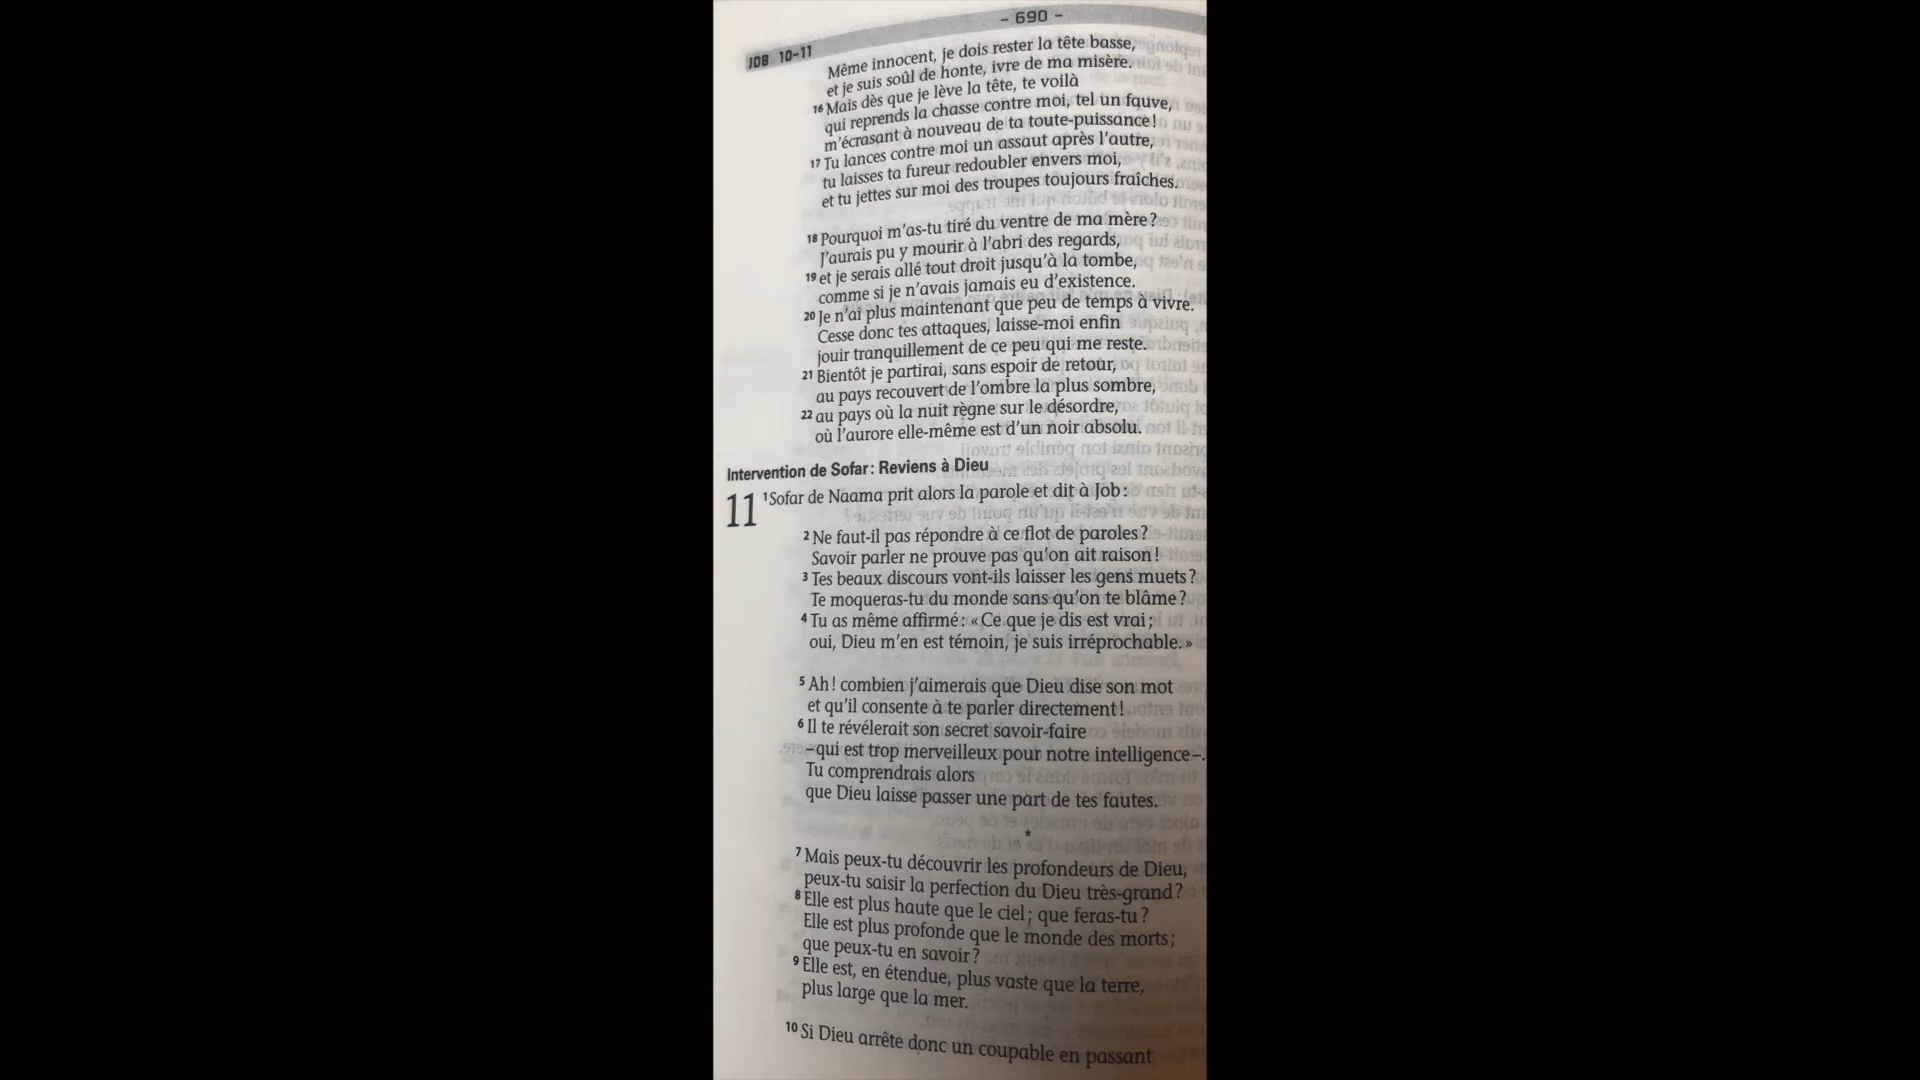 - 690 -
JOB 10-11
Même innocent, je dois rester la tête basse,
et je suis soûl de honte, ivre de ma misère.
16 Mais dès que je lève la tête, te voilà
qui reprends la chasse contre moi, tel un fauve,
m'écrasant à nouveau de ta toute-puissance !
17 Tu lances contre moi un assaut après l'autre,
tu laisses ta fureur redoubler envers moi,
et tu jettes sur moi des troupes toujours fraîches.
18 Pourquoi m'as-tu tiré du ventre de ma mère ?
J'aurais pu y mourir à l'abri des regards,
19 et je serais allé tout droit jusqu'à la tombe,
comme si je n'avais jamais eu d'existence.
20 Je n'ai plus maintenant que peu de temps à vivre.
Cesse donc tes attaques, laisse-moi enfin
jouir tranquillement de ce peu qui me reste.
21 Bientôt je partirai, sans espoir de retour,
au pays recouvert de l'ombre la plus sombre,
22 au pays où la nuit règne sur le désordre,
où l'aurore elle-même est d'un noir absolu.
Intervention de Sofar : Reviens à Dieu
11 1 Sofar de Naama prit alors la parole et dit à Job :
2 Ne faut-il pas répondre à ce flot de paroles ?
Savoir parler ne prouve pas qu'on ait raison !
3 Tes beaux discours vont-ils laisser les gens muets ?
Te moqueras-tu du monde sans qu'on te blâme ?
4 Tu as même affirmé : « Ce que je dis est vrai ;
oui, Dieu m'en est témoin, je suis irréprochable. »
5 Ah ! combien j'aimerais que Dieu dise son mot
et qu'il consente à te parler directement !
6 Il te révélerait son secret savoir-faire
–qui est trop merveilleux pour notre intelligence–.
Tu comprendrais alors
que Dieu laisse passer une part de tes fautes.
*
7 Mais peux-tu découvrir les profondeurs de Dieu,
peux-tu saisir la perfection du Dieu très-grand ?
8 Elle est plus haute que le ciel ; que feras-tu ?
Elle est plus profonde que le monde des morts ;
que peux-tu en savoir ?
9 Elle est, en étendue, plus vaste que la terre,
plus large que la mer.
10 Si Dieu arrête donc un coupable en passant